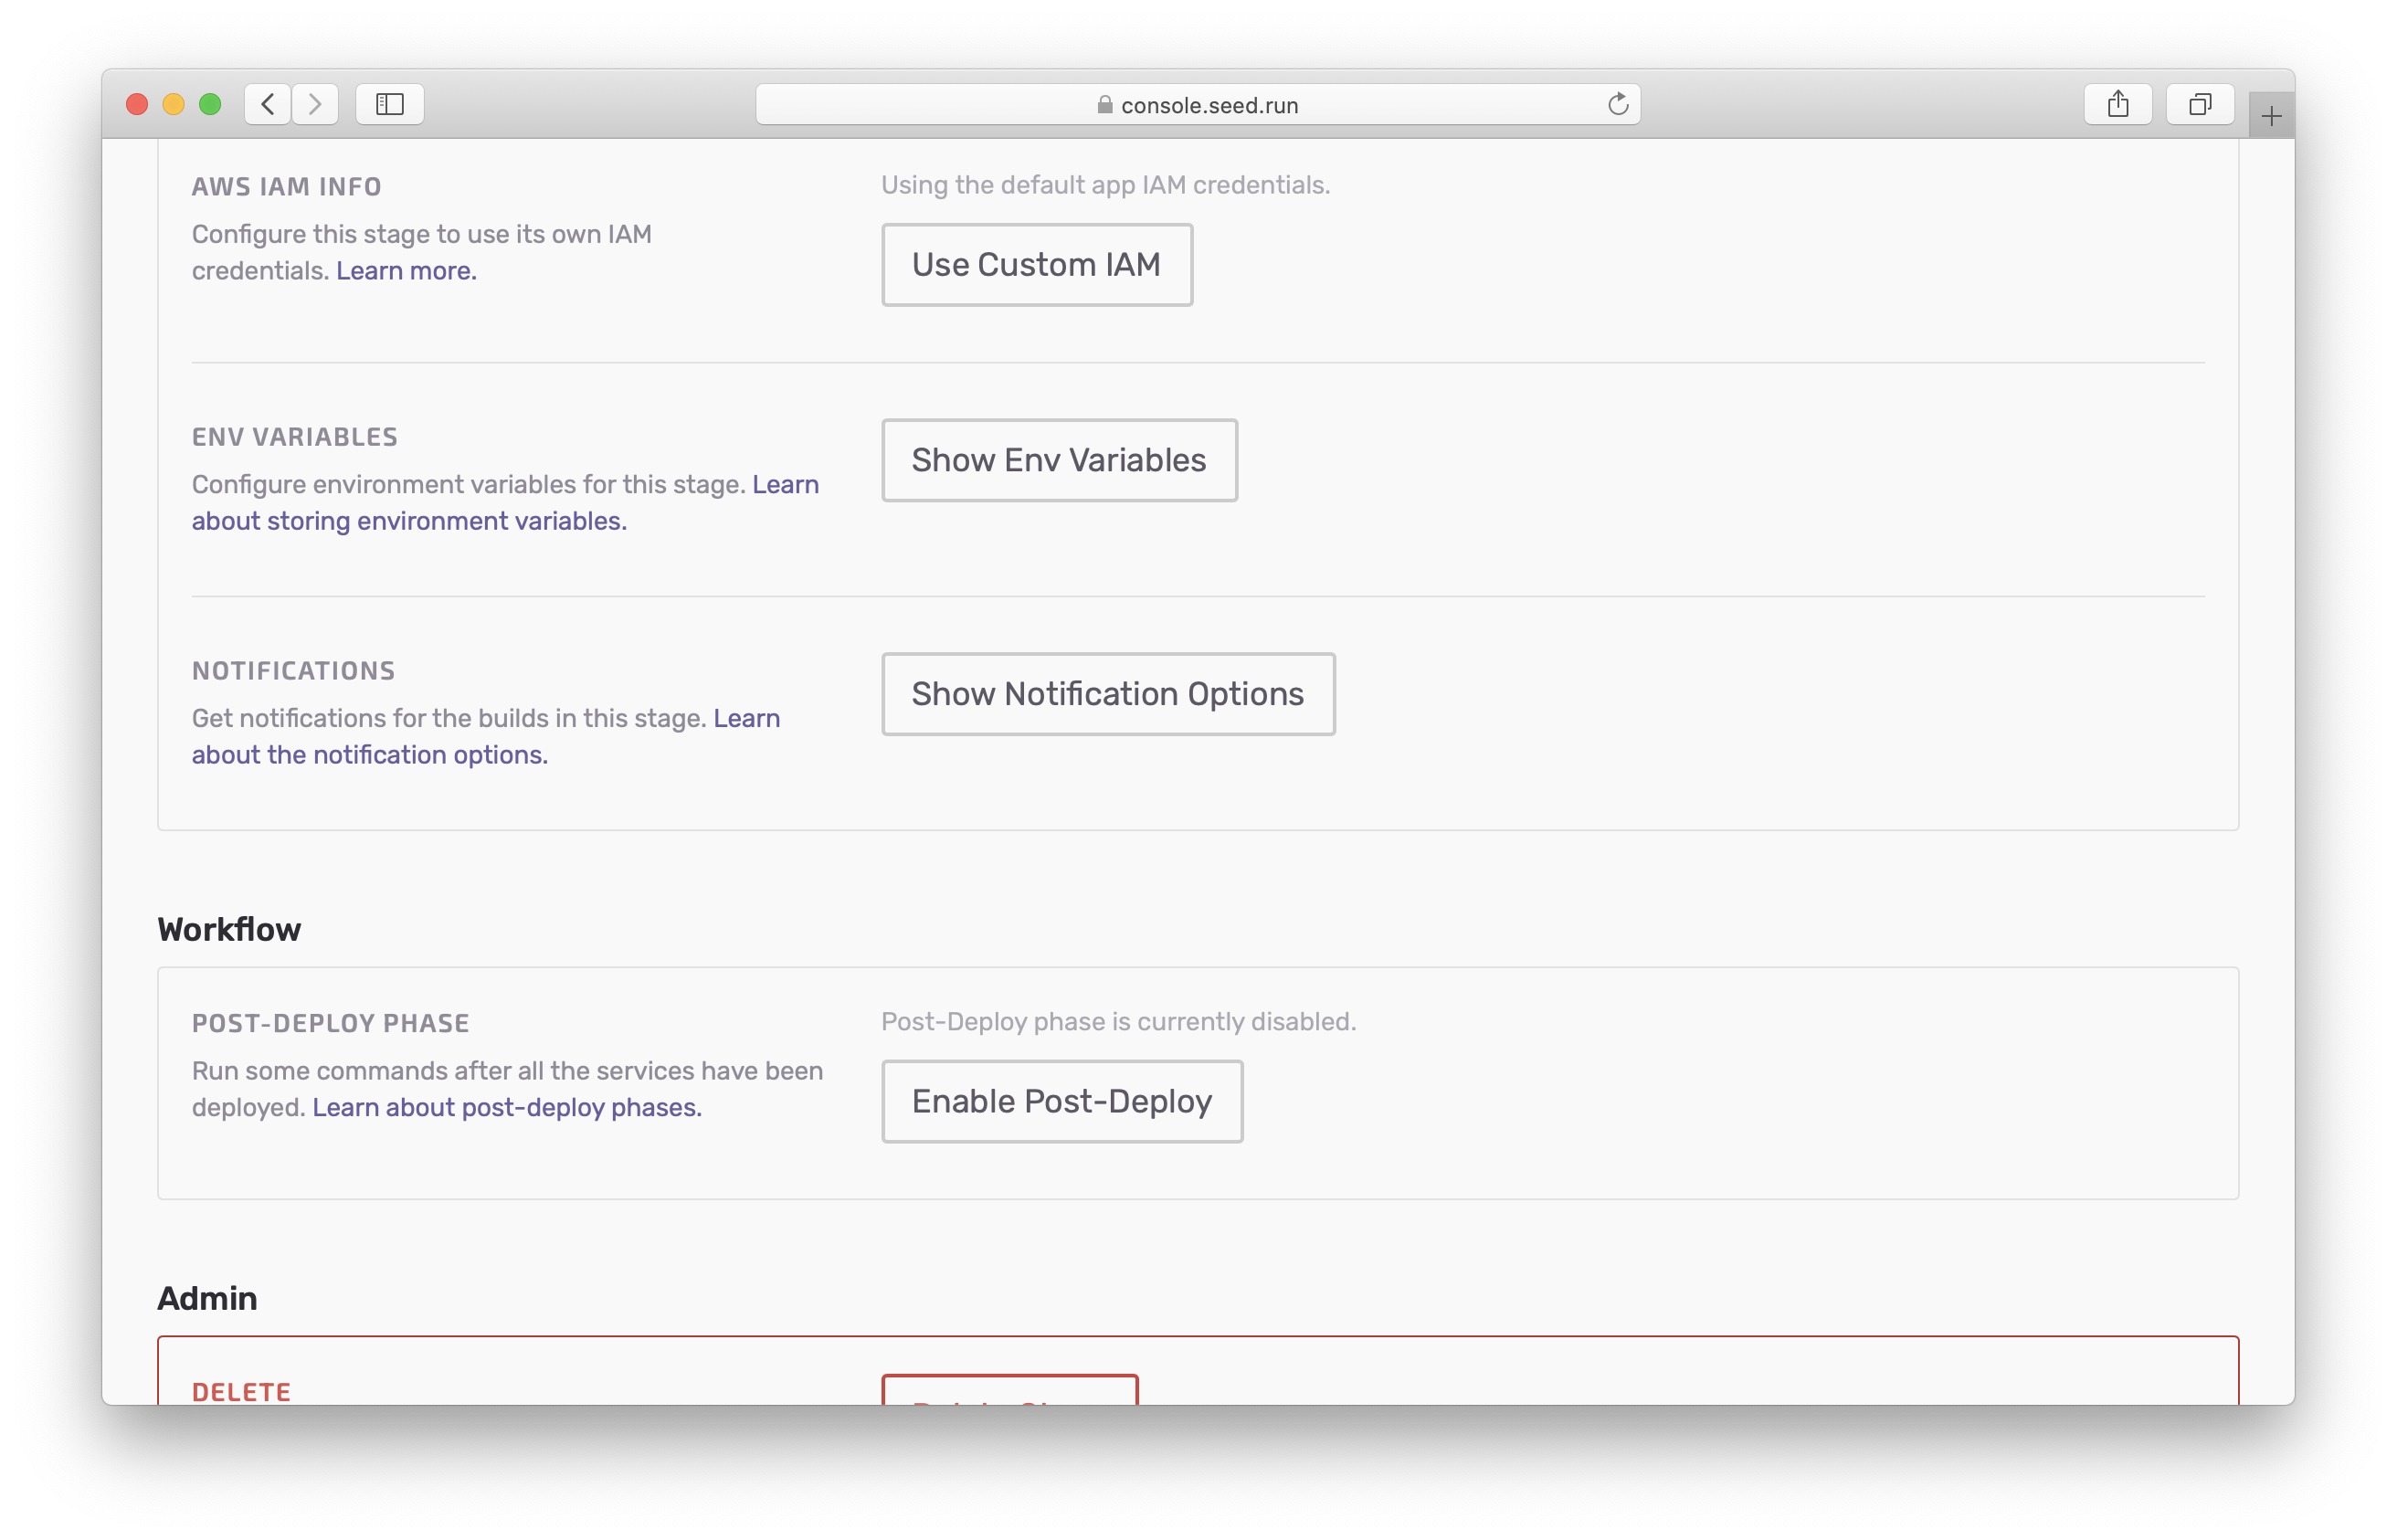 console.seed.run
AWS IAM INFO
Using the default app IAM credentials.
Configure this stage to use its own IAM
credentials. Learn more.
Use Custom IAM
ENV VARIABLES
Configure environment variables for this stage. Learn
about storing environment variables.
Show Env Variables
NOTIFICATIONS
Get notifications for the builds in this stage. Learn
about the notification options.
Show Notification Options
Workflow
POST-DEPLOY PHASE
Post-Deploy phase is currently disabled.
Run some commands after all the services have been
deployed. Learn about post-deploy phases.
Enable Post-Deploy
Admin
DELETE